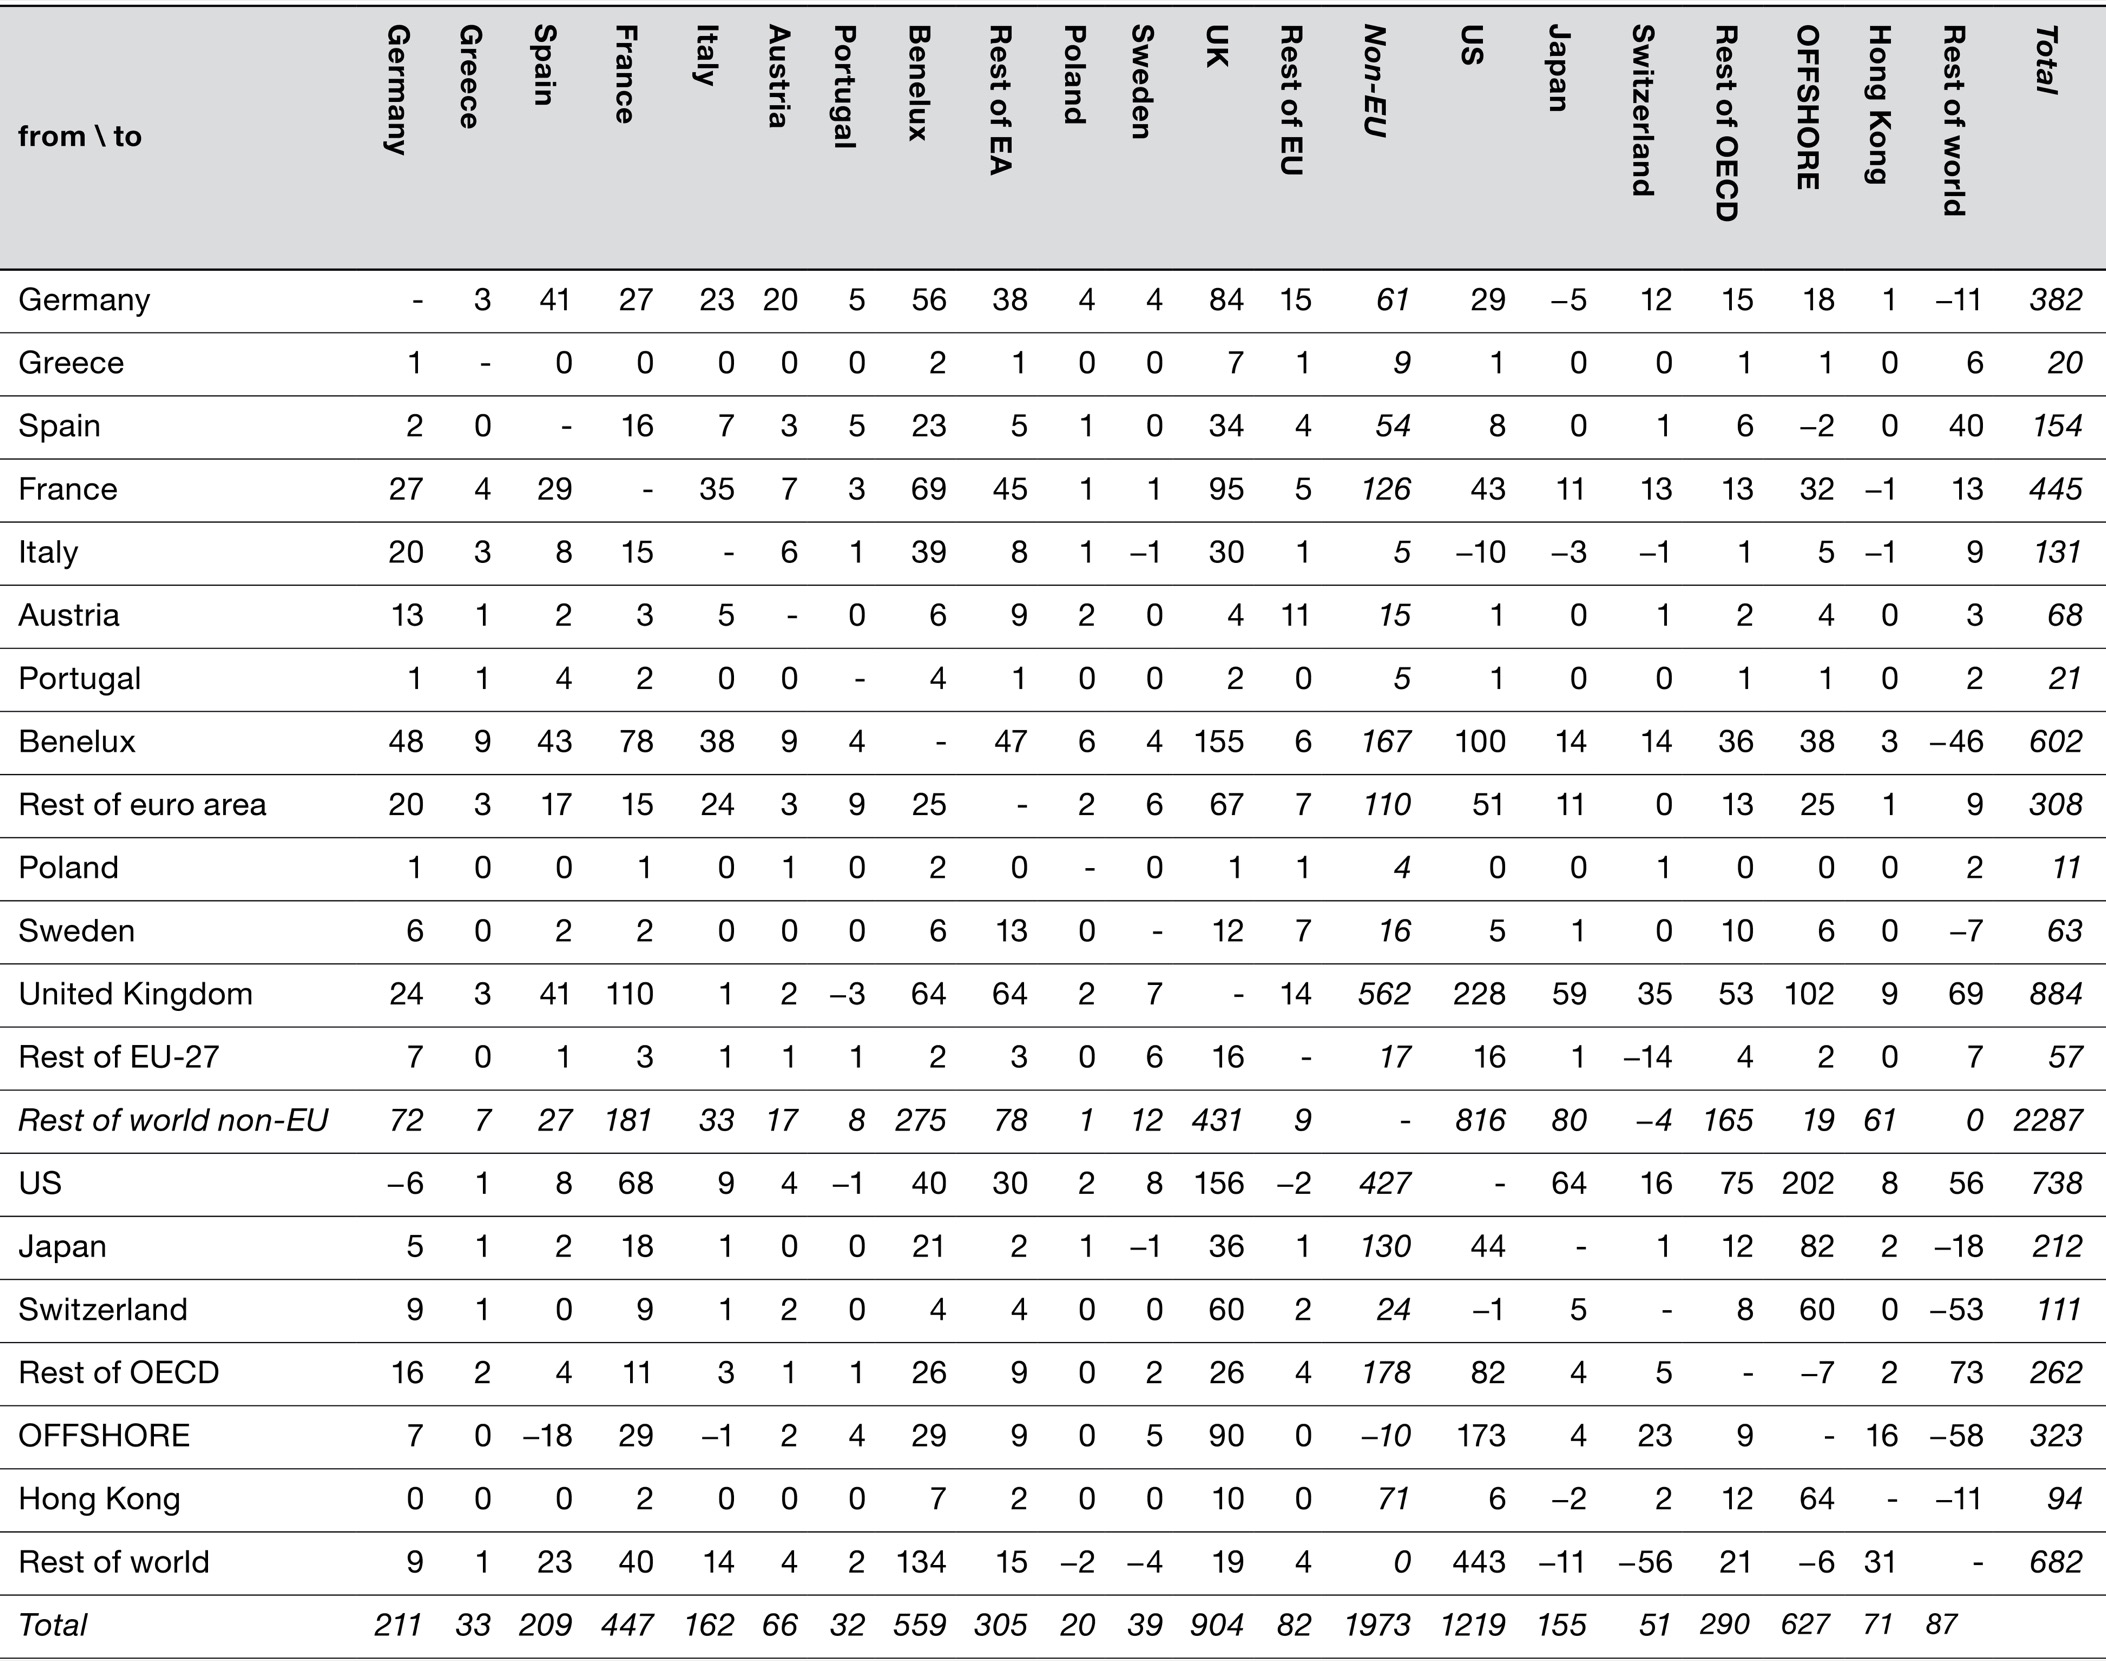 from \ to Germany Greece Spain France Italy Austria Portugal Benelux Rest of EA Poland Sweden UK Rest of EU Non-EU US Japan Switzerland Rest of OECD OFFSHORE Hong Kong Rest of world Total
Germany - 3 41 27 23 20 5 56 38 4 4 84 15 61 29 –5 12 15 18 1 –11 382
Greece 1 - 0 0 0 0 0 2 1 0 0 7 1 9 1 0 0 1 1 0 6 20
Spain 2 0 - 16 7 3 5 23 5 1 0 34 4 54 8 0 1 6 –2 0 40 154
France 27 4 29 - 35 7 3 69 45 1 1 95 5 126 43 11 13 13 32 –1 13 445
Italy 20 3 8 15 - 6 1 39 8 1 –1 30 1 5 –10 –3 –1 1 5 –1 9 131
Austria 13 1 2 3 5 - 0 6 9 2 0 4 11 15 1 0 1 2 4 0 3 68
Portugal 1 1 4 2 0 0 - 4 1 0 0 2 0 5 1 0 0 1 1 0 2 21
Benelux 48 9 43 78 38 9 4 - 47 6 4 155 6 167 100 14 14 36 38 3 –46 602
Rest of euro area 20 3 17 15 24 3 9 25 - 2 6 67 7 110 51 11 0 13 25 1 9 308
Poland 1 0 0 1 0 1 0 2 0 - 0 1 1 4 0 0 1 0 0 0 2 11
Sweden 6 0 2 2 0 0 0 6 13 0 - 12 7 16 5 1 0 10 6 0 –7 63
United Kingdom 24 3 41 110 1 2 –3 64 64 2 7 - 14 562 228 59 35 53 102 9 69 884
Rest of EU-27 7 0 1 3 1 1 1 2 3 0 6 16 - 17 16 1 –14 4 2 0 7 57
Rest of world non-EU 72 7 27 181 33 17 8 275 78 1 12 431 9 - 816 80 –4 165 19 61 0 2287
US –6 1 8 68 9 4 –1 40 30 2 8 156 –2 427 - 64 16 75 202 8 56 738
Japan 5 1 2 18 1 0 0 21 2 1 –1 36 1 130 44 - 1 12 82 2 –18 212
Switzerland 9 1 0 9 1 2 0 4 4 0 0 60 2 24 –1 5 - 8 60 0 –53 111
Rest of OECD 16 2 4 11 3 1 1 26 9 0 2 26 4 178 82 4 5 - –7 2 73 262
OFFSHORE 7 0 –18 29 –1 2 4 29 9 0 5 90 0 –10 173 4 23 9 - 16 –58 323
Hong Kong 0 0 0 2 0 0 0 7 2 0 0 10 0 71 6 –2 2 12 64 - –11 94
Rest of world 9 1 23 40 14 4 2 134 15 –2 –4 19 4 0 443 –11 –56 21 –6 31 - 682
Total 211 33 209 447 162 66 32 559 305 20 39 904 82 1973 1219 155 51 290 627 71 87